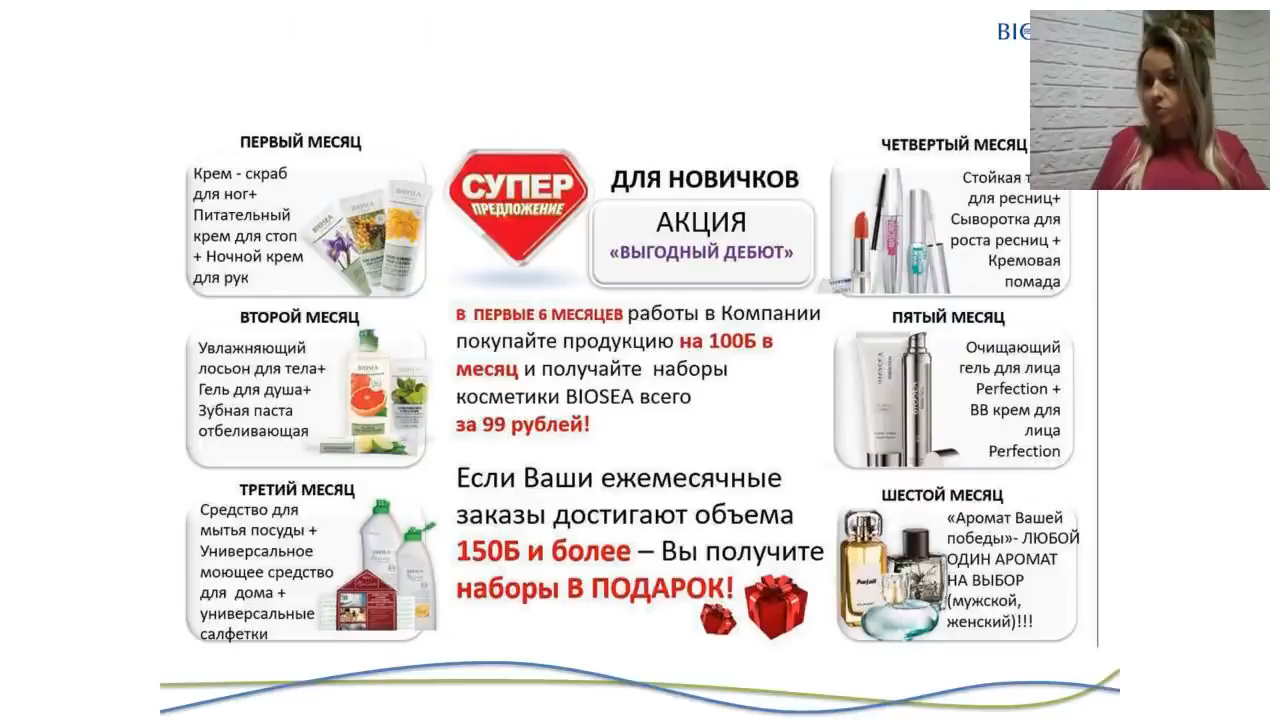 ПЕРВЫЙ МЕСЯЦ
Крем - скраб
для ног+
Питательный
крем для стоп
+ Ночной крем
для рук
ВТОРОЙ МЕСЯЦ
Увлажняющий
лосьон для тела+
Гель для душа+
Зубная паста
отбеливающая
ТРЕТИЙ МЕСЯЦ
Средство для
мытья посуды +
Универсальное
моющее средство
для дома +
универсальные
салфетки
СУПЕР
ПРЕДЛОЖЕНИЕ
ДЛЯ НОВИЧКОВ
АКЦИЯ
«ВЫГОДНЫЙ ДЕБЮТ»
В ПЕРВЫЕ 6 МЕСЯЦЕВ работы в Компании
покупайте продукцию на 100Б в
месяц и получайте наборы
косметики BIOSEA всего
за 99 рублей!
Если Ваши ежемесячные
заказы достигают объема
150Б и более – Вы получите
наборы В ПОДАРОК!
ЧЕТВЕРТЫЙ МЕСЯЦ
Стойкая
для ресниц+
Сыворотка для
роста ресниц +
Кремовая
помада
ПЯТЫЙ МЕСЯЦ
Очищающий
гель для лица
Perfection +
BB крем для
лица
Perfection
ШЕСТОЙ МЕСЯЦ
«Аромат Вашей
победы»- ЛЮБОЙ
ОДИН АРОМАТ
НА ВЫБОР
(мужской,
женский)!!!